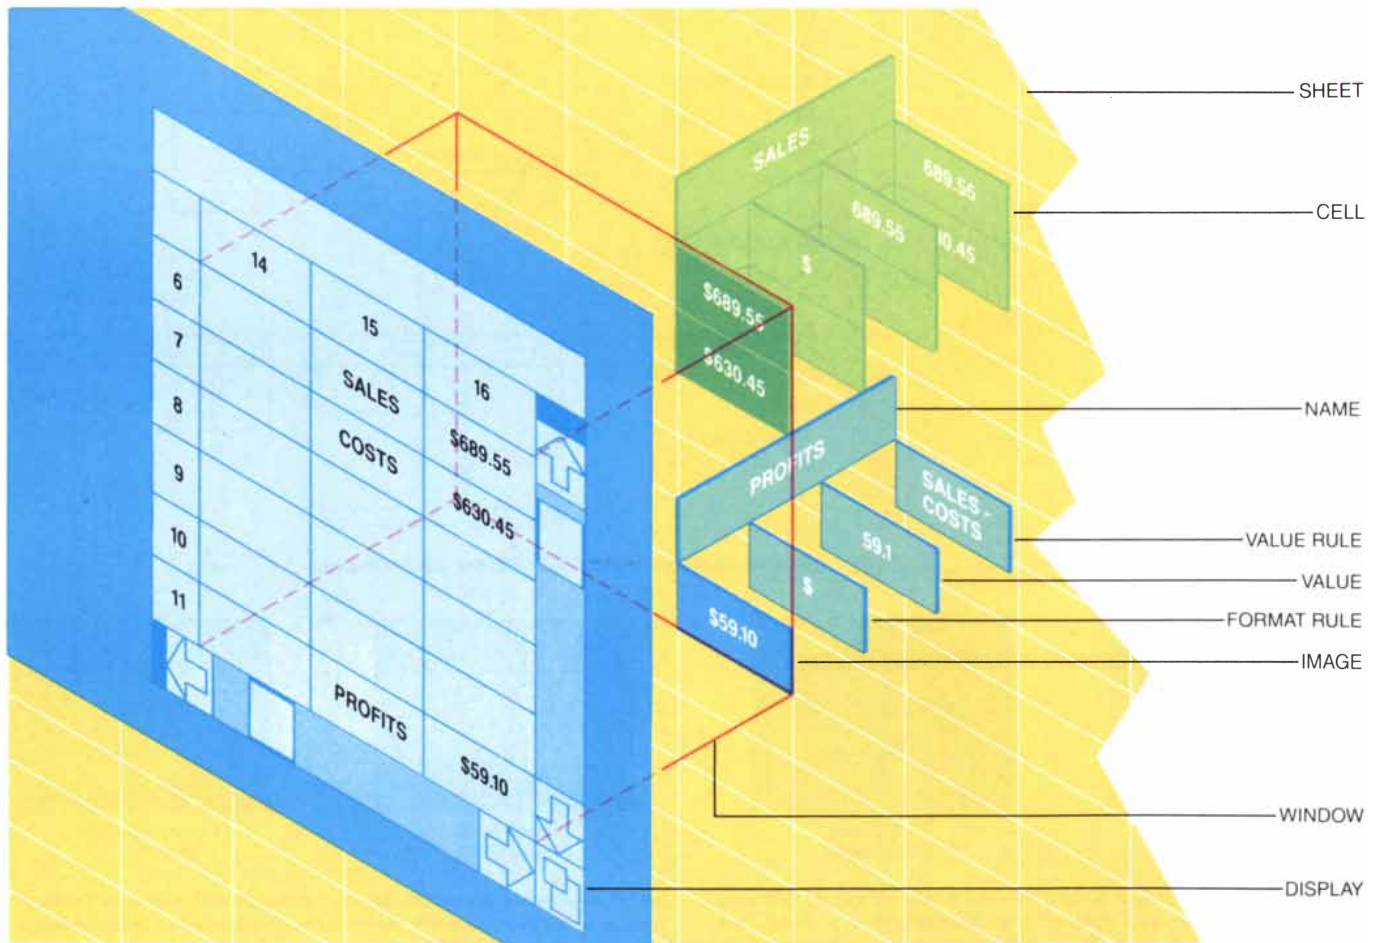 14
15
16
6
7
8
9
10
11
SALES
COSTS
$689.55
$630.45
PROFITS
$59.10
SALES
$689.55
$630.45
$
689.55
689.55
0.45
PROFITS
$59.10
$
59.1
SALES -
COSTS
SHEET
CELL
NAME
VALUE RULE
VALUE
FORMAT RULE
IMAGE
WINDOW
DISPLAY